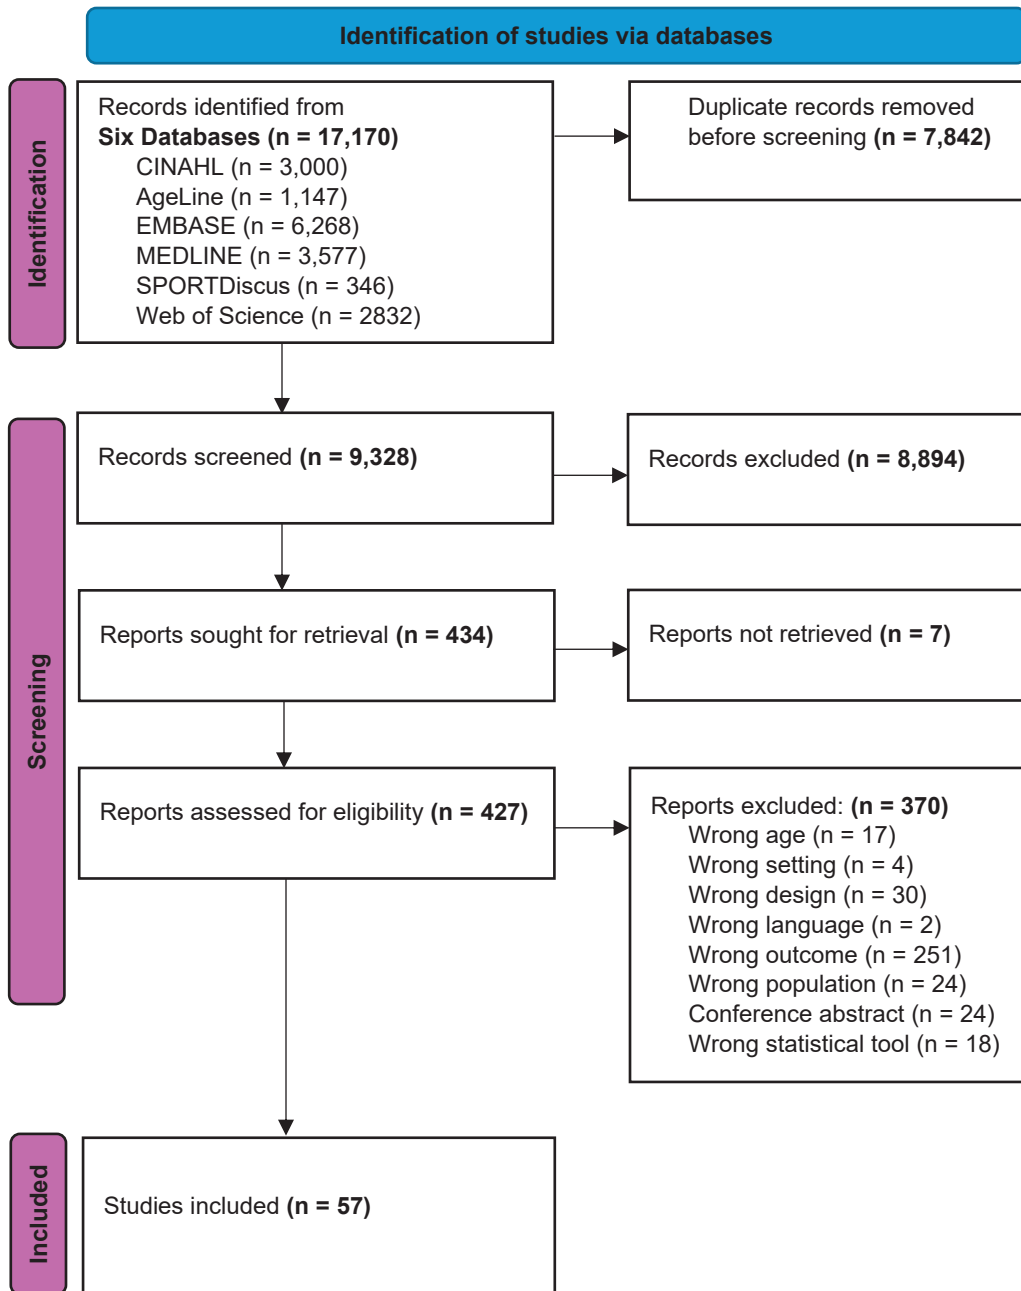 Identification of studies via databases
Identification
Records identified from
Six Databases (n = 17,170)
CINAHL (n = 3,000)
AgeLine (n = 1,147)
EMBASE (n = 6,268)
MEDLINE (n = 3,577)
SPORTDiscus (n = 346)
Web of Science (n = 2832)
Duplicate records removed
before screening (n = 7,842)
Screening
Records screened (n = 9,328)
Records excluded (n = 8,894)
Reports sought for retrieval (n = 434)
Reports not retrieved (n = 7)
Reports assessed for eligibility (n = 427)
Reports excluded: (n = 370)
Wrong age (n = 17)
Wrong setting (n = 4)
Wrong design (n = 30)
Wrong language (n = 2)
Wrong outcome (n = 251)
Wrong population (n = 24)
Conference abstract (n = 24)
Wrong statistical tool (n = 18)
Included
Studies included (n = 57)